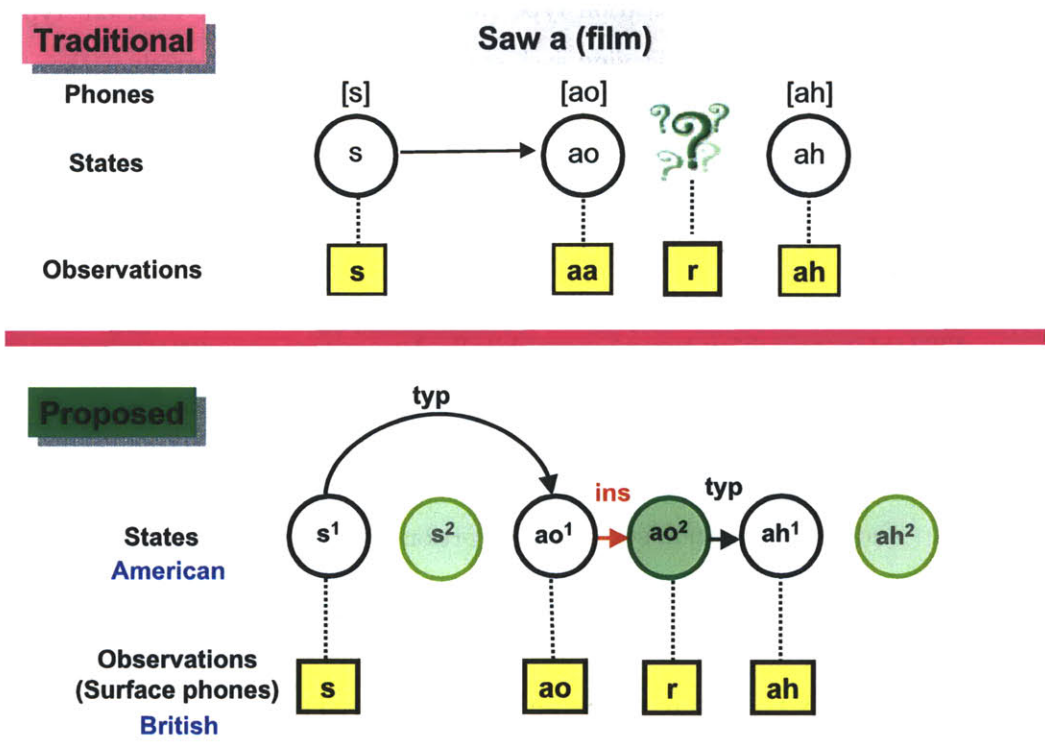 Traditional
Saw a (film)
Phones [s] [ao] [ah]
States s ao ? ah
Observations s aa r ah
Proposed
typ
ins typ
States s¹ s² ao¹ ao² ah¹ ah²
American
Observations
(Surface phones) s ao r ah
British